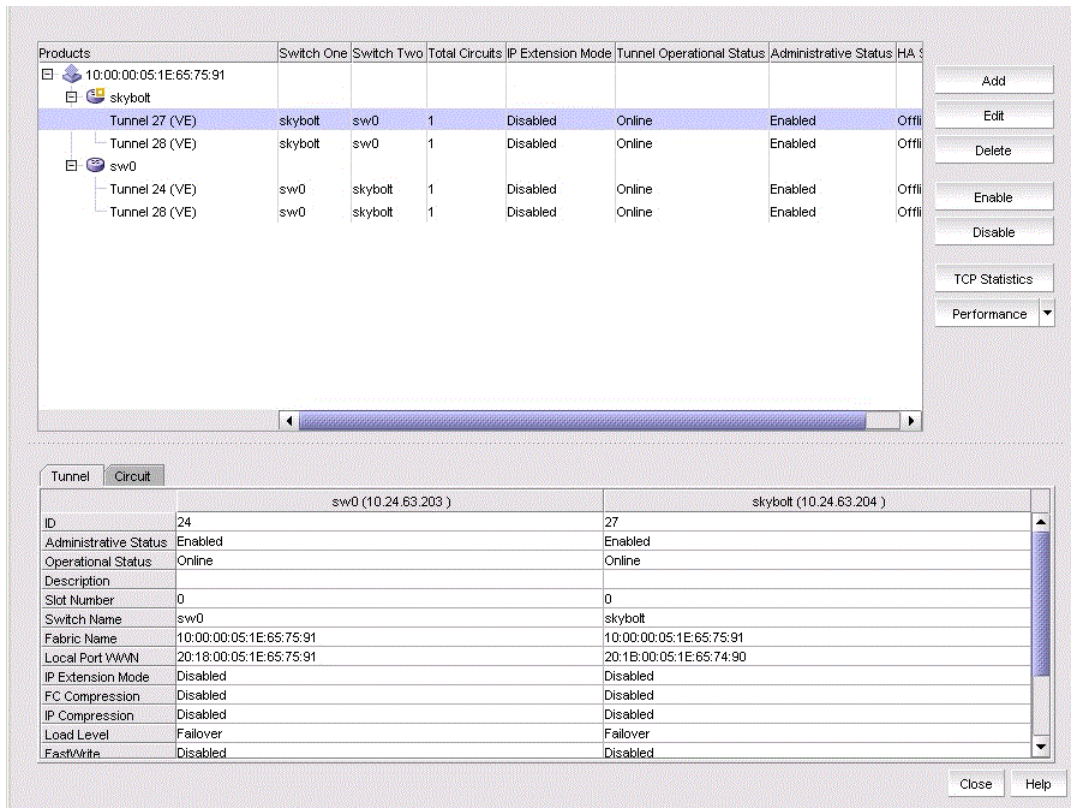 Products Switch One Switch Two Total Circuits IP Extension Mode Tunnel Operational Status Administrative Status HA S
10:00:00:05:1E:65:75:91
skybolt
Tunnel 27 (VE) skybolt sw0 1 Disabled Online Enabled Offli
Tunnel 28 (VE) skybolt sw0 1 Disabled Online Enabled Offli
sw0
Tunnel 24 (VE) sw0 skybolt 1 Disabled Online Enabled Offli
Tunnel 28 (VE) sw0 skybolt 1 Disabled Online Enabled Offli
Add
Edit
Delete
Enable
Disable
TCP Statistics
Performance
Tunnel Circuit
sw0 (10.24.63.203 ) skybolt (10.24.63.204 )
ID 24 27
Administrative Status Enabled Enabled
Operational Status Online Online
Description
Slot Number 0 0
Switch Name sw0 skybolt
Fabric Name 10:00:00:05:1E:65:75:91 10:00:00:05:1E:65:75:91
Local Port WWN 20:18:00:05:1E:65:75:91 20:1B:00:05:1E:65:74:90
IP Extension Mode Disabled Disabled
FC Compression Disabled Disabled
IP Compression Disabled Disabled
Load Level Failover Failover
FastWrite Disabled Disabled
Close Help